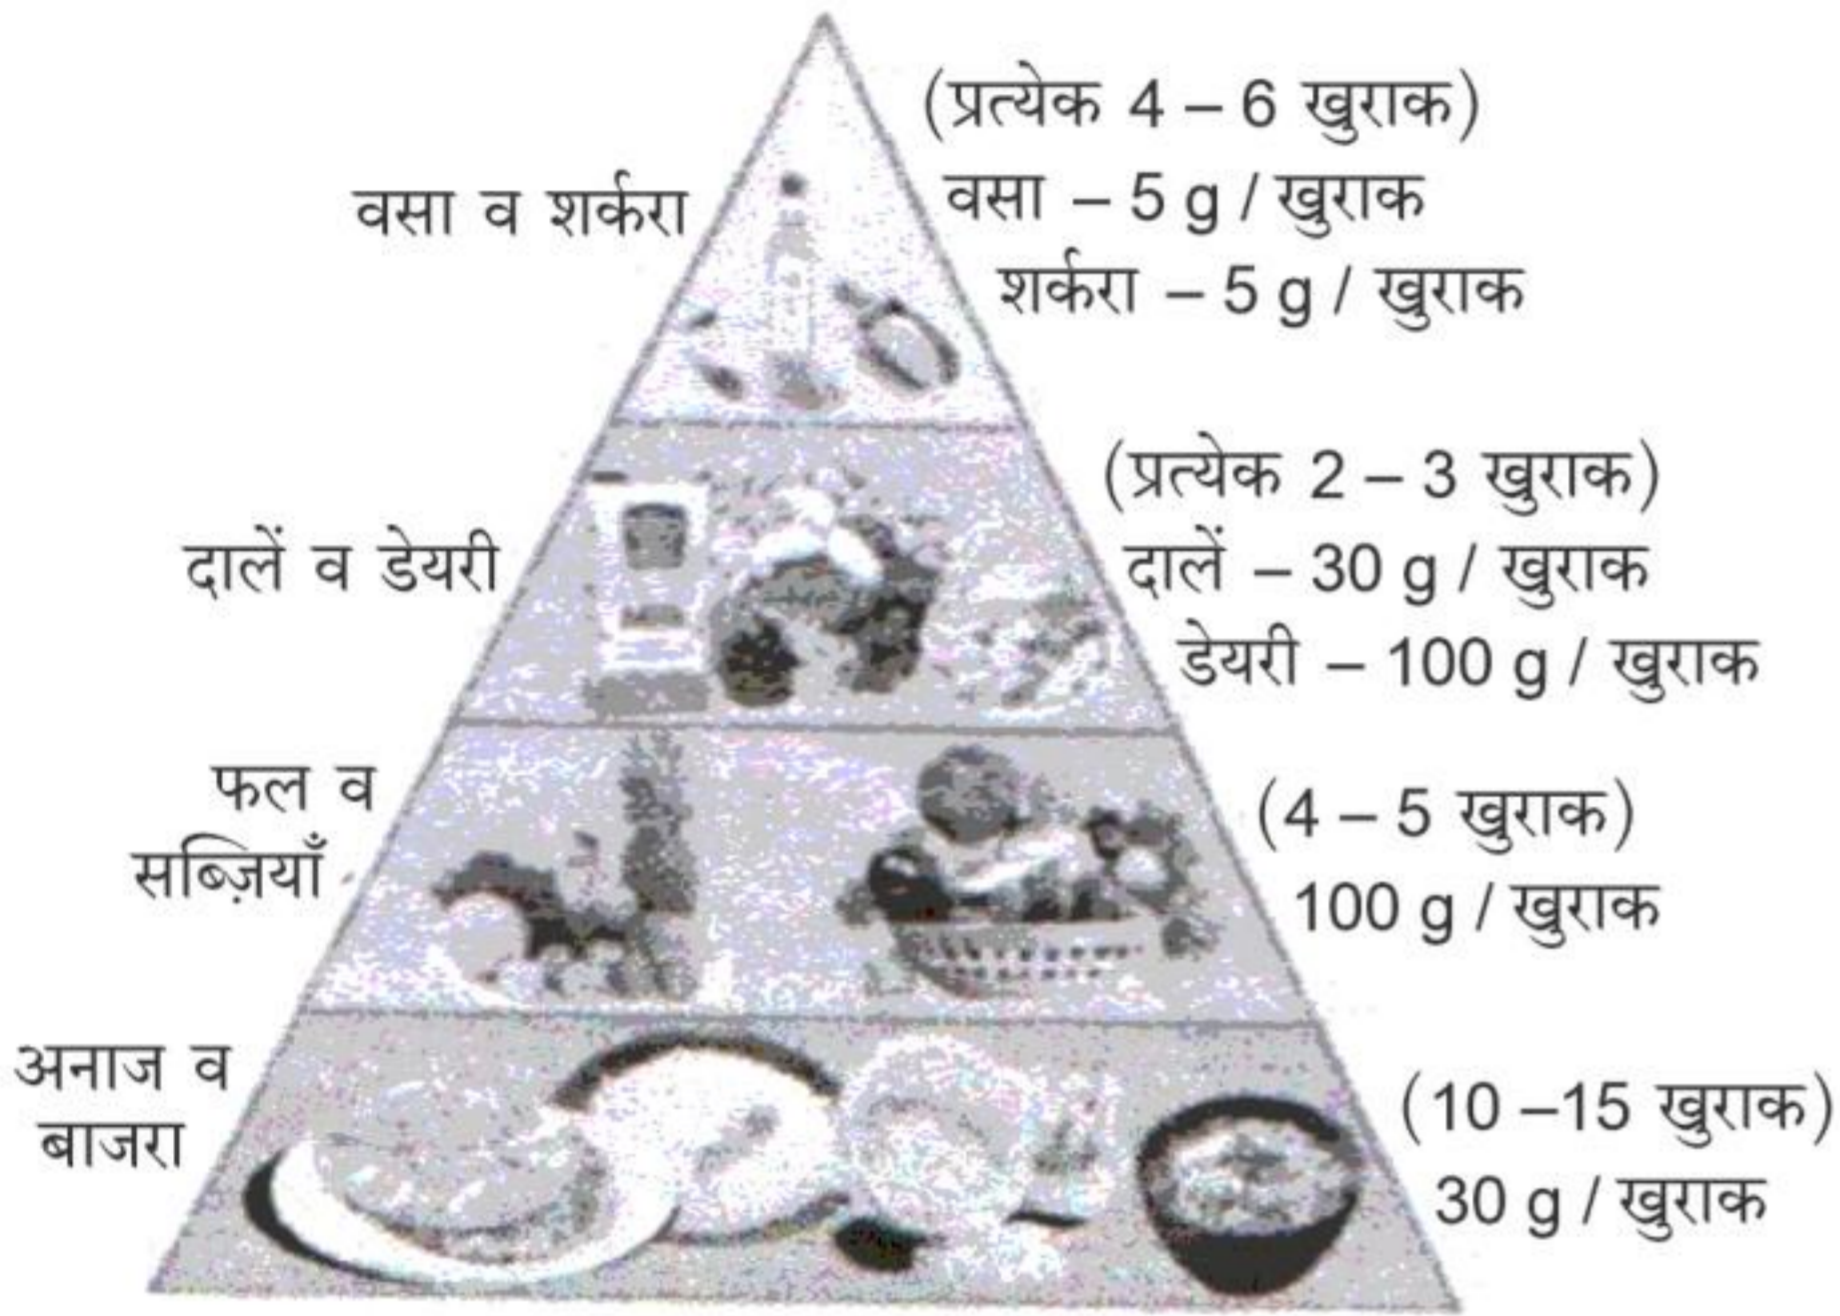 (प्रत्येक 4 – 6 खुराक)
वसा व शर्करा
वसा – 5 g / खुराक
शर्करा – 5 g / खुराक
(प्रत्येक 2 – 3 खुराक)
दालें व डेयरी
दालें – 30 g / खुराक
डेयरी – 100 g / खुराक
फल व
सब्ज़ियाँ
(4 – 5 खुराक)
100 g / खुराक
अनाज व
बाजरा
(10 –15 खुराक)
30 g / खुराक